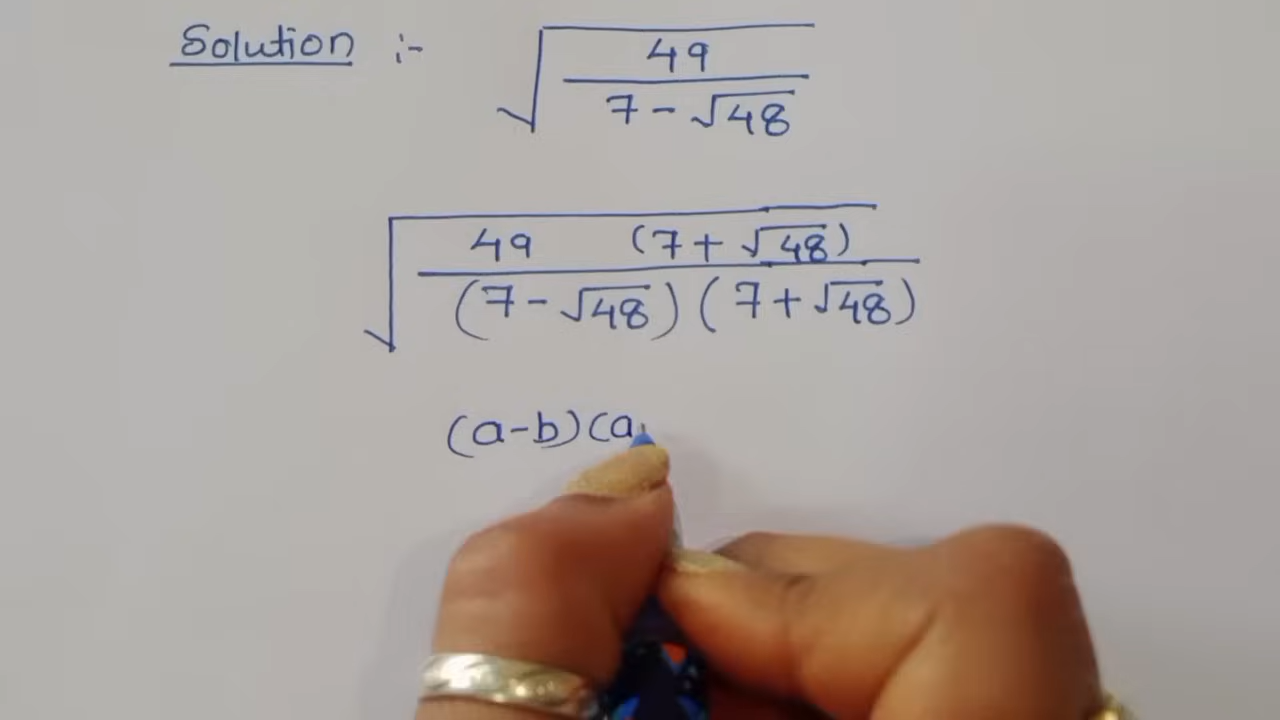 Solution :- √(49/(7-√48))
√(49 (7+√48)/((7-√48)(7+√48)))
(a-b)(a